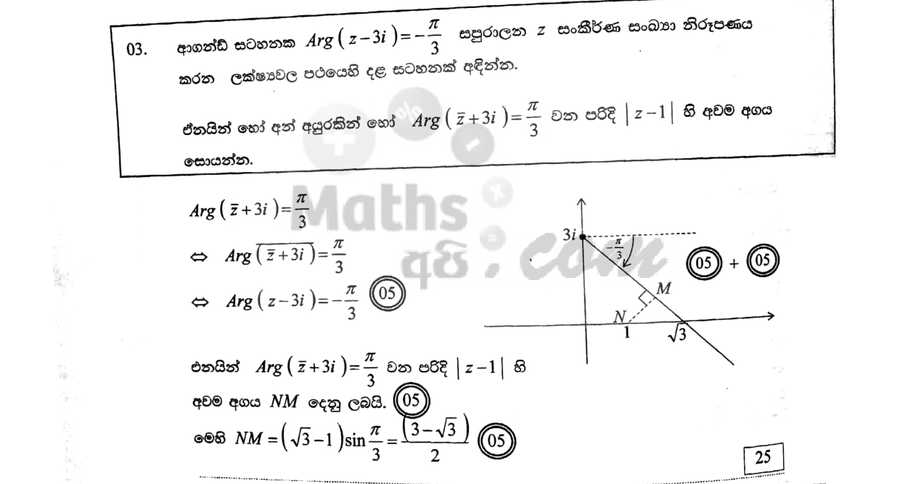 03. ආගන්ඩ් සටහනක Arg ( z − 3i ) = − π/3 සපුරාලන z සංකීර්ණ සංඛ්‍යා නිරූපණය
කරන ලක්ෂ්‍යවල පථයෙහි දළ සටහනක් අඳින්න.
ඒනයින් හෝ අන් අයුරකින් හෝ Arg ( z̄ + 3i ) = π/3 වන පරිදි | z − 1 | හි අවම අගය
සොයන්න.
Arg ( z̄ + 3i ) = π/3
⇔ Arg \overline{( z̄ + 3i )} = π/3
⇔ Arg ( z − 3i ) = − π/3 05
3i
−π/3
05 + 05
M
N
1 √3
එනයින් Arg ( z̄ + 3i ) = π/3 වන පරිදි | z − 1 | හි
අවම අගය NM දෙනු ලබයි. 05
මෙහි NM = ( √3 − 1 ) sin π/3 = ( 3 − √3 )/2 05
25
Maths
අපි . com